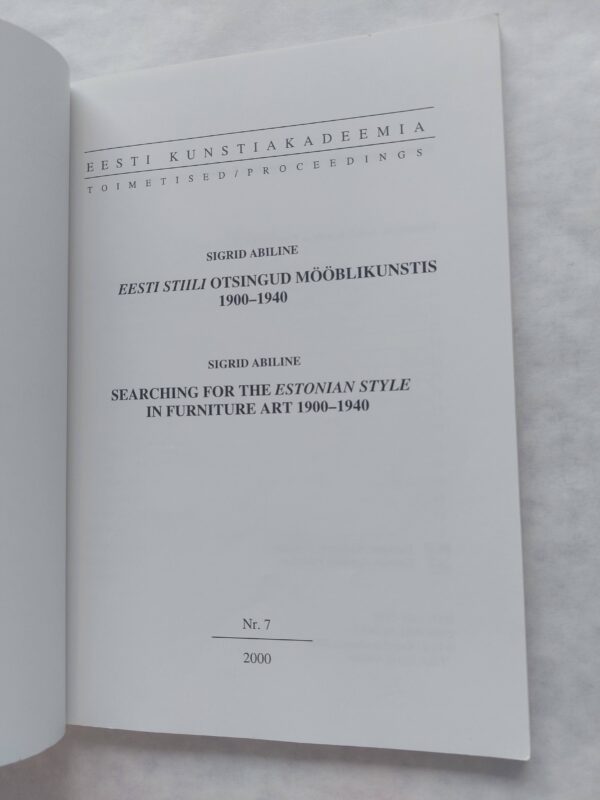 EESTI KUNSTIAKADEEMIA
TOIMETISED/PROCEEDINGS
SIGRID ABILINE
EESTI STIILI OTSINGUD MÖÖBLIKUNSTIS
1900–1940
SIGRID ABILINE
SEARCHING FOR THE ESTONIAN STYLE
IN FURNITURE ART 1900–1940
Nr. 7
2000